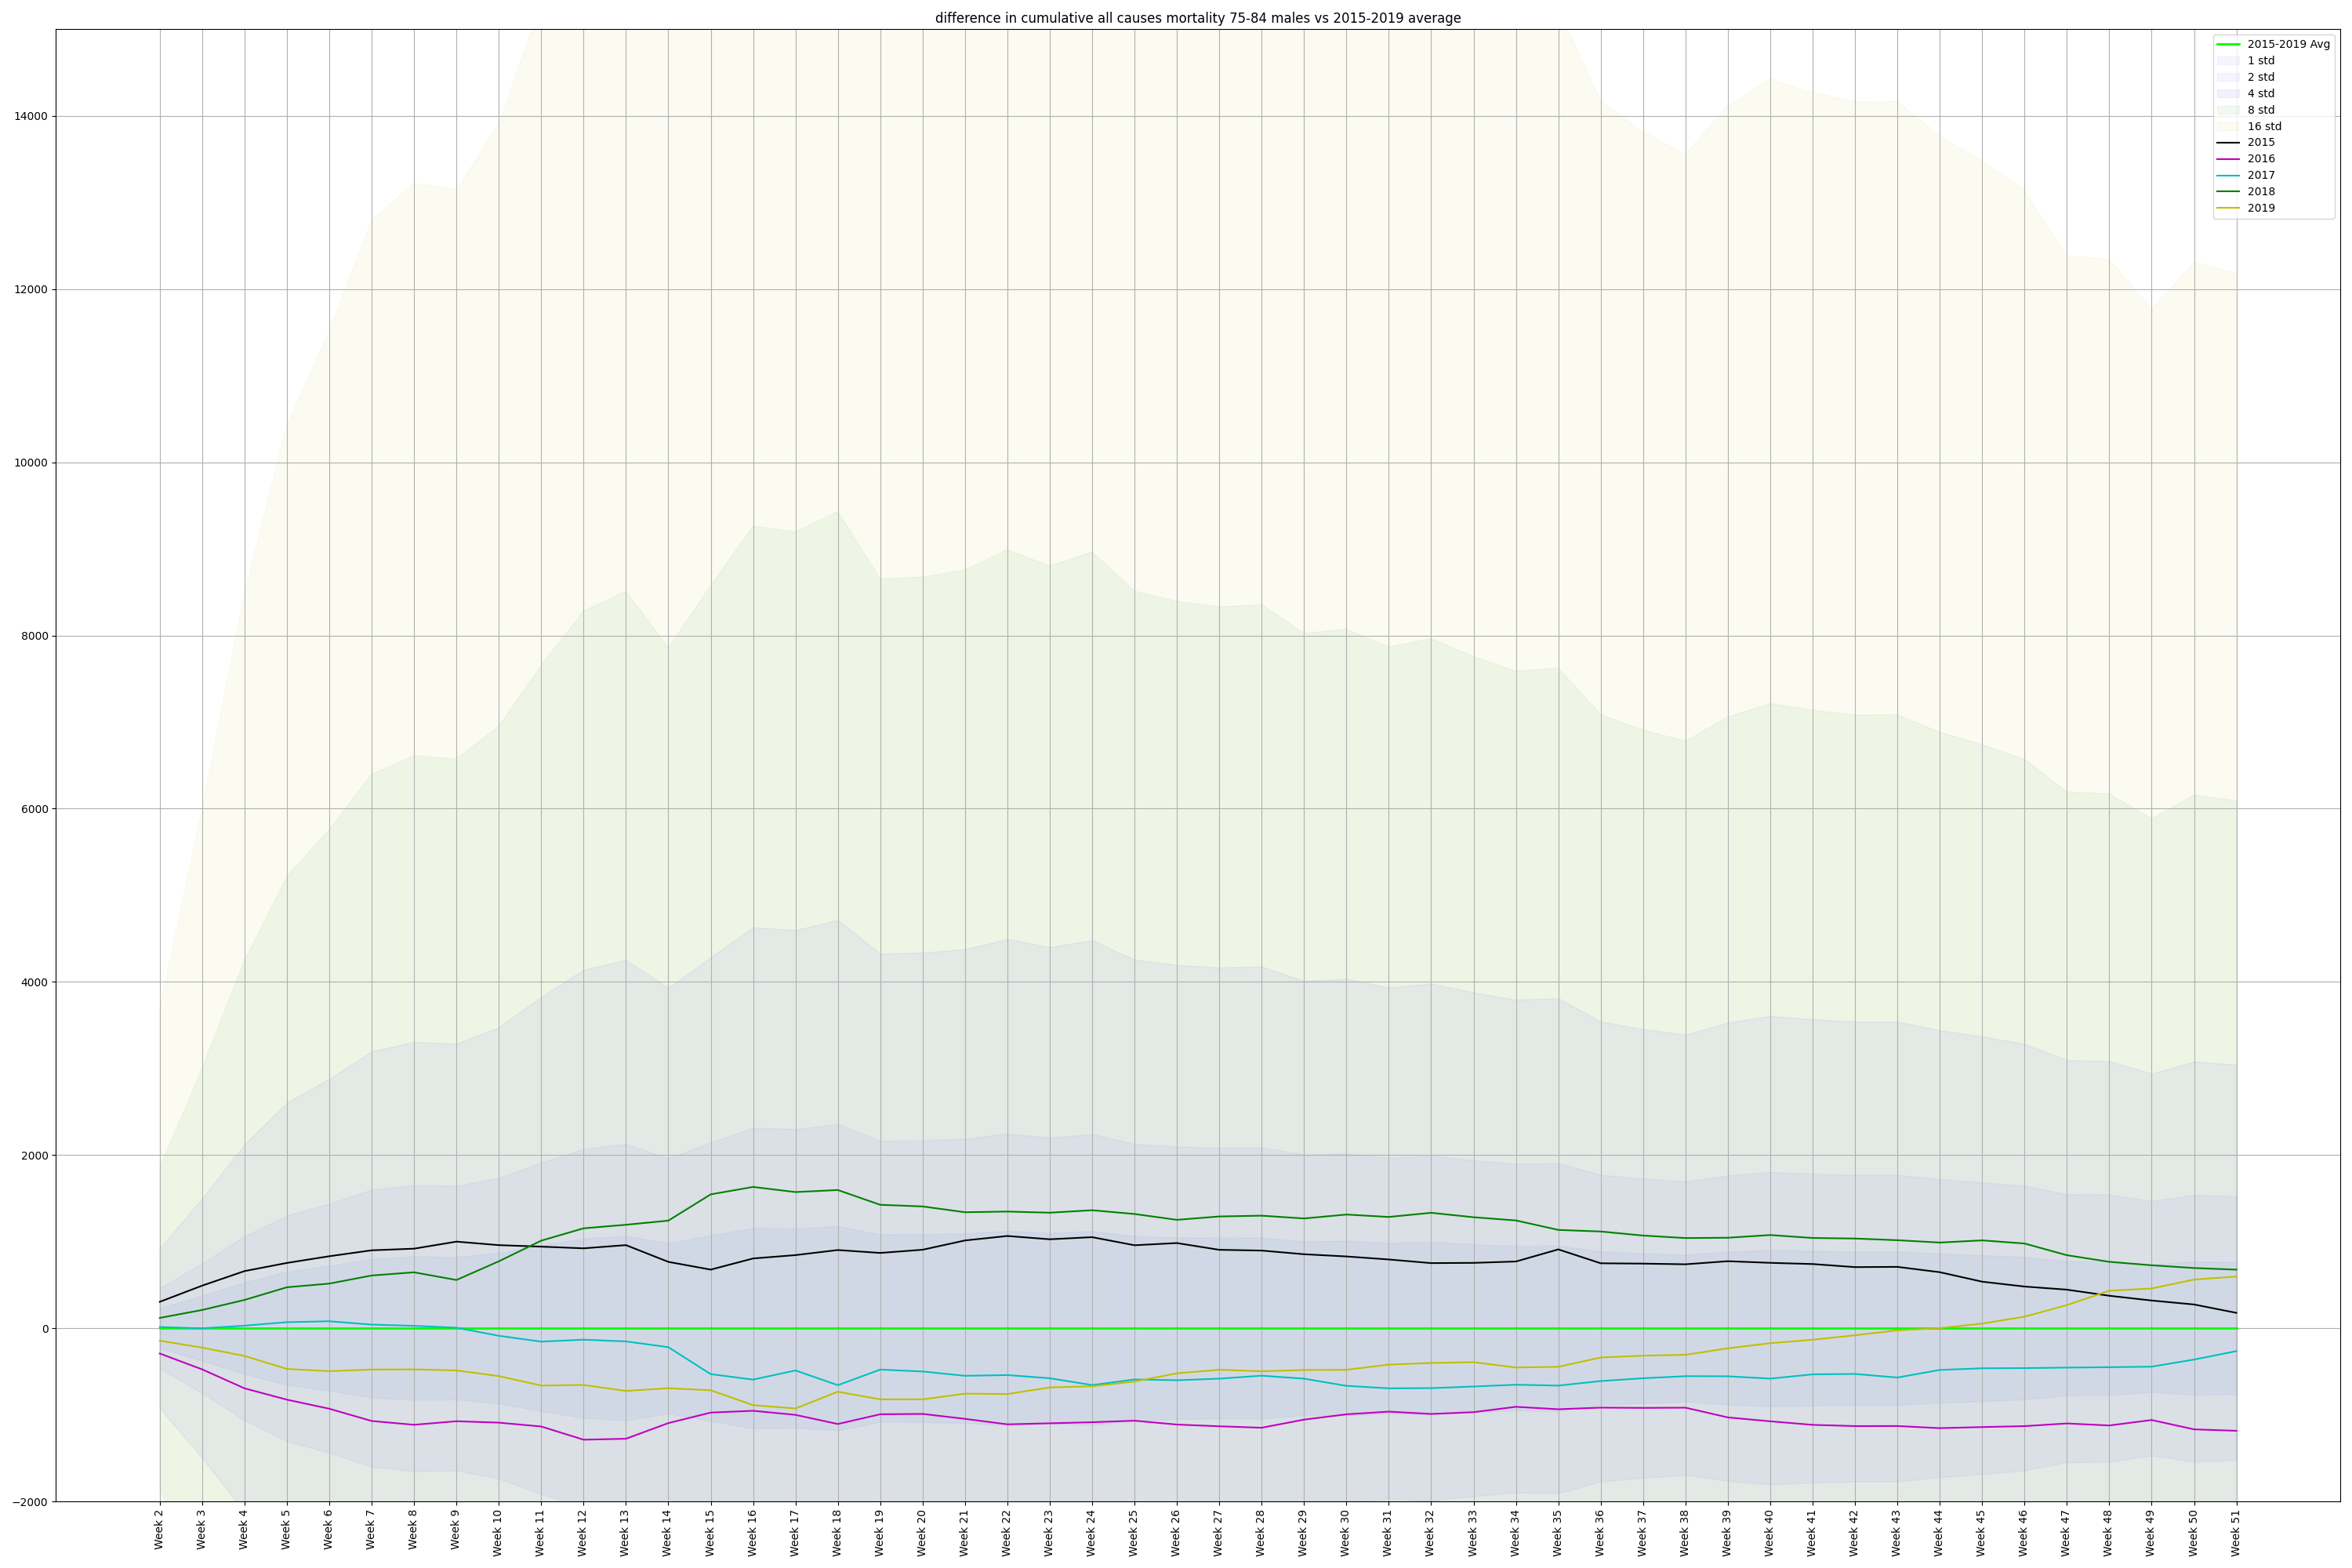 difference in cumulative all causes mortality 75-84 males vs 2015-2019 average
2015-2019 Avg
1 std
2 std
4 std
8 std
16 std
2015
2016
2017
2018
2019
14000
12000
10000
8000
6000
4000
2000
0
−2000
Week 2
Week 3
Week 4
Week 5
Week 6
Week 7
Week 8
Week 9
Week 10
Week 11
Week 12
Week 13
Week 14
Week 15
Week 16
Week 17
Week 18
Week 19
Week 20
Week 21
Week 22
Week 23
Week 24
Week 25
Week 26
Week 27
Week 28
Week 29
Week 30
Week 31
Week 32
Week 33
Week 34
Week 35
Week 36
Week 37
Week 38
Week 39
Week 40
Week 41
Week 42
Week 43
Week 44
Week 45
Week 46
Week 47
Week 48
Week 49
Week 50
Week 51